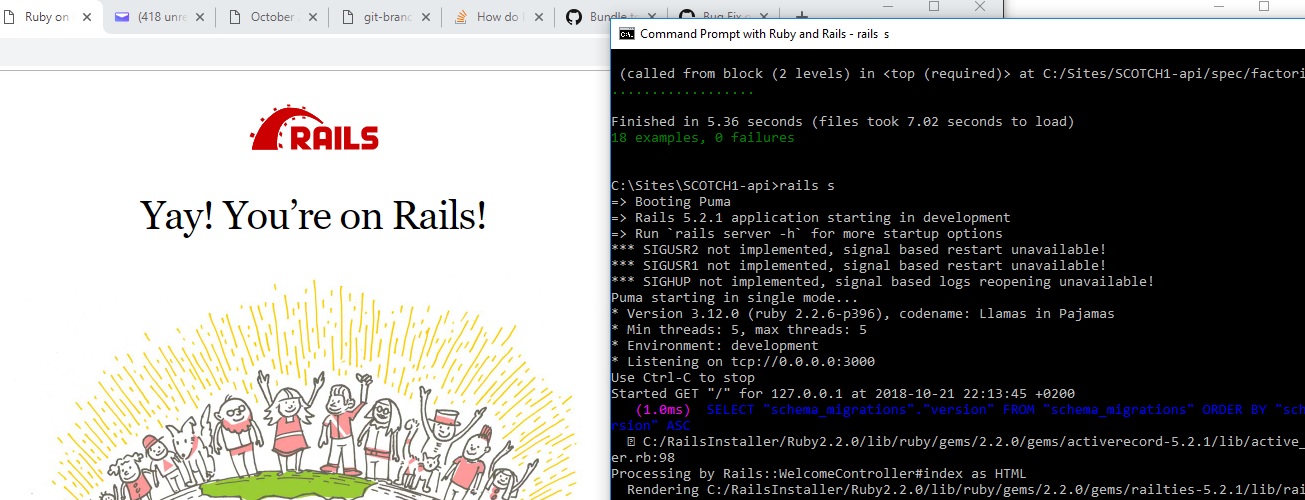 Ruby on
(418 unre
October
git-branc
How do I
Bundle to
Bug Fix
RAILS
Yay! You’re on Rails!
Command Prompt with Ruby and Rails - rails s
(called from block (2 levels) in <top (required)> at C:/Sites/SCOTCH1-api/spec/factori
..................
Finished in 5.36 seconds (files took 7.02 seconds to load)
18 examples, 0 failures
C:\Sites\SCOTCH1-api>rails s
=> Booting Puma
=> Rails 5.2.1 application starting in development
=> Run `rails server -h` for more startup options
*** SIGUSR2 not implemented, signal based restart unavailable!
*** SIGUSR1 not implemented, signal based restart unavailable!
*** SIGHUP not implemented, signal based logs reopening unavailable!
Puma starting in single mode...
* Version 3.12.0 (ruby 2.2.6-p396), codename: Llamas in Pajamas
* Min threads: 5, max threads: 5
* Environment: development
* Listening on tcp://0.0.0.0:3000
Use Ctrl-C to stop
Started GET "/" for 127.0.0.1 at 2018-10-21 22:13:45 +0200
(1.0ms) SELECT "schema_migrations"."version" FROM "schema_migrations" ORDER BY "sch
rsion" ASC
C:/RailsInstaller/Ruby2.2.0/lib/ruby/gems/2.2.0/gems/activerecord-5.2.1/lib/active_
er.rb:98
Processing by Rails::WelcomeController#index as HTML
Rendering C:/RailsInstaller/Ruby2.2.0/lib/ruby/gems/2.2.0/gems/railties-5.2.1/lib/rai